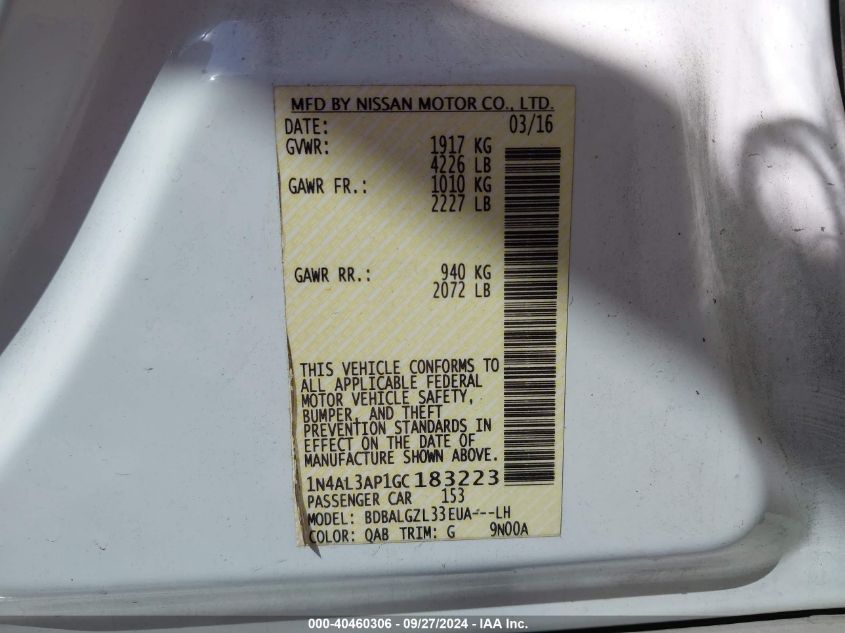 MFD BY NISSAN MOTOR CO., LTD.
DATE: 03/16
GVWR: 1917 KG
4226 LB
GAWR FR.: 1010 KG
2227 LB
GAWR RR.: 940 KG
2072 LB
THIS VEHICLE CONFORMS TO
ALL APPLICABLE FEDERAL
MOTOR VEHICLE SAFETY,
BUMPER, AND THEFT
PREVENTION STANDARDS IN
EFFECT ON THE DATE OF
MANUFACTURE SHOWN ABOVE.
1N4AL3AP1GC183223
PASSENGER CAR 153
MODEL: BDBALGZL33EUA---LH
COLOR: QAB TRIM: G 9N00A
000-40460306 - 09/27/2024 - IAA Inc.